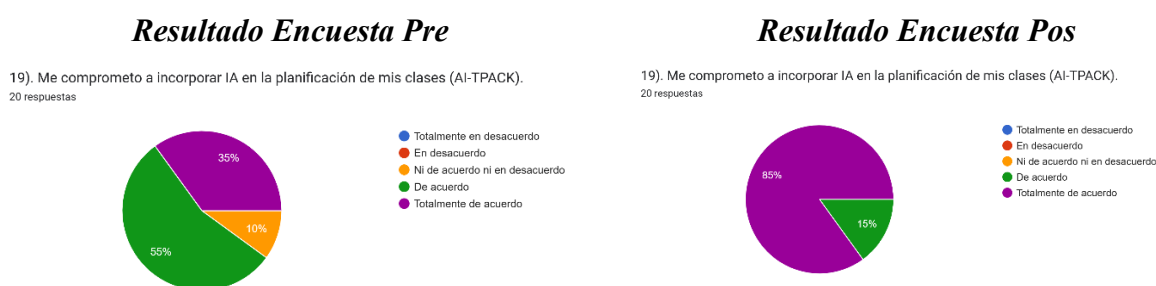 Resultado Encuesta Pre
19). Me comprometo a incorporar IA en la planificación de mis clases (AI-TPACK).
20 respuestas
35%
10%
55%
Totalmente en desacuerdo
En desacuerdo
Ni de acuerdo ni en desacuerdo
De acuerdo
Totalmente de acuerdo
Resultado Encuesta Pos
19). Me comprometo a incorporar IA en la planificación de mis clases (AI-TPACK).
20 respuestas
85%
15%
Totalmente en desacuerdo
En desacuerdo
Ni de acuerdo ni en desacuerdo
De acuerdo
Totalmente de acuerdo